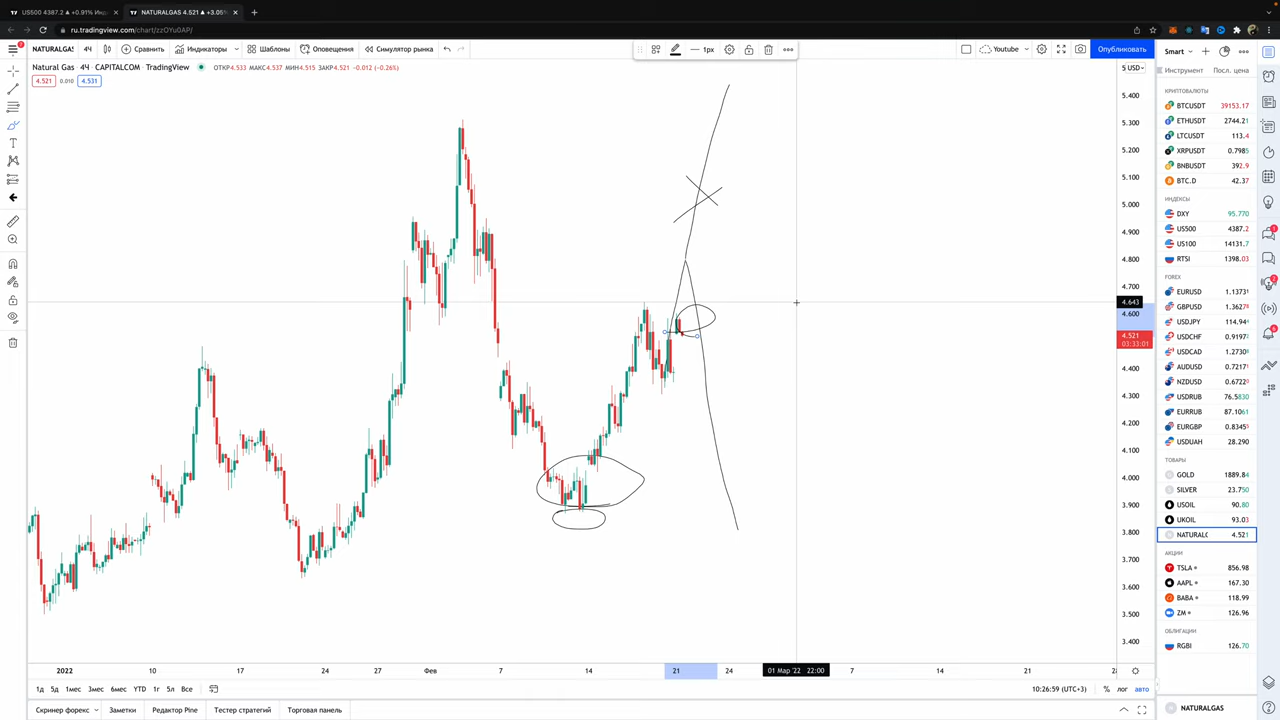 US500 4387.2 ▲ +0.91% Инд
NATURALGAS 4.521 ▲ +3.05%
ru.tradingview.com/chart/zzOYu0AP/
NATURALGAS 4Ч Сравнить Индикаторы Шаблоны Оповещения Симулятор рынка 1px Youtube Опубликовать
Natural Gas · 4Ч · CAPITALCOM · TradingView ОТКР4.533 МАКС4.537 МИН4.515 ЗАКР4.521 -0.012 (-0.26%)
4.521 0.010 4.531
5 USD
5.400
5.300
5.200
5.100
5.000
4.900
4.800
4.700
4.643
4.600
4.521
03:33:01
4.400
4.300
4.200
4.100
4.000
3.900
3.800
3.700
3.600
3.500
3.400
2022 10 17 24 27 Фев 7 14 21 24 01 Мар '22 22:00 7 14 21
1д 5д 1мес 3мес 6мес YTD 1г 5л Все 10:26:59 (UTC+3) % лог авто
Скринер форекс Заметки Редактор Pine Тестер стратегий Торговая панель
Smart
Инструмент Посл. цена
КРИПТОВАЛЮТЫ
BTCUSDT 39153.17
ETHUSDT 2744.21
LTCUSDT 113.4
XRPUSDT 0.7985
BNBUSDT 392.9
BTC.D 42.37
ИНДЕКСЫ
DXY 95.770
US500 4387.2
US100 14131.7
RTSI 1398.03
FOREX
EURUSD 1.13731
GBPUSD 1.36278
USDJPY 114.944
USDCHF 0.91972
USDCAD 1.27308
AUDUSD 0.72171
NZDUSD 0.67220
USDRUB 76.5830
EURRUB 87.1061
EURGBP 0.83455
USDUAH 28.290
ТОВАРЫ
GOLD 1889.84
SILVER 23.750
USOIL 90.80
UKOIL 93.03
NATURALG 4.521
АКЦИИ
TSLA 856.98
AAPL 167.30
BABA 118.99
ZM 126.96
ОБЛИГАЦИИ
RGBI 126.70
NATURALGAS